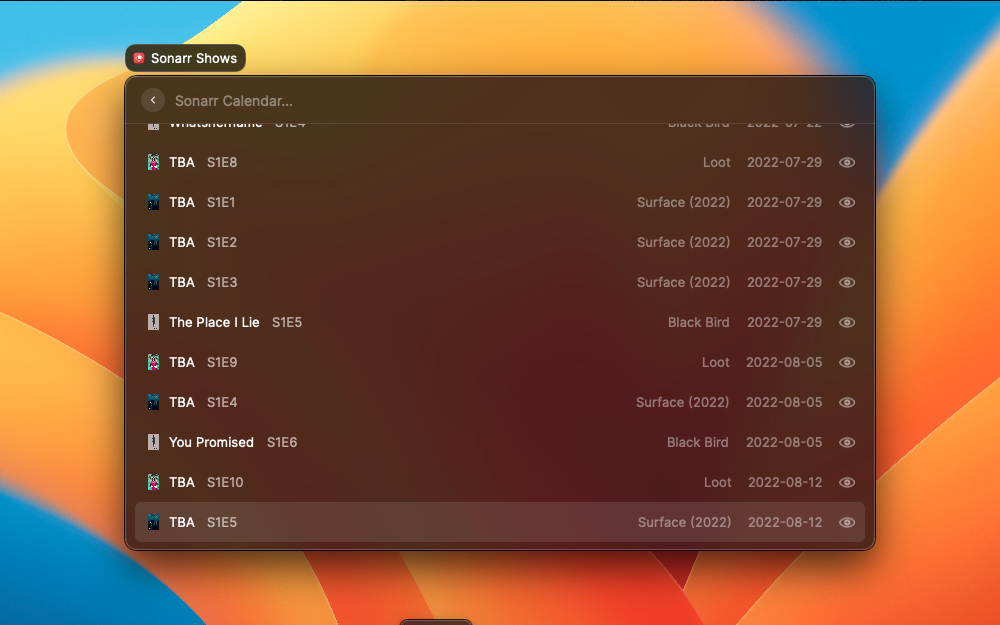 Sonarr Shows
Sonarr Calendar...
Whatshername S1E4 Black Bird 2022-07-22
TBA S1E8 Loot 2022-07-29
TBA S1E1 Surface (2022) 2022-07-29
TBA S1E2 Surface (2022) 2022-07-29
TBA S1E3 Surface (2022) 2022-07-29
The Place I Lie S1E5 Black Bird 2022-07-29
TBA S1E9 Loot 2022-08-05
TBA S1E4 Surface (2022) 2022-08-05
You Promised S1E6 Black Bird 2022-08-05
TBA S1E10 Loot 2022-08-12
TBA S1E5 Surface (2022) 2022-08-12